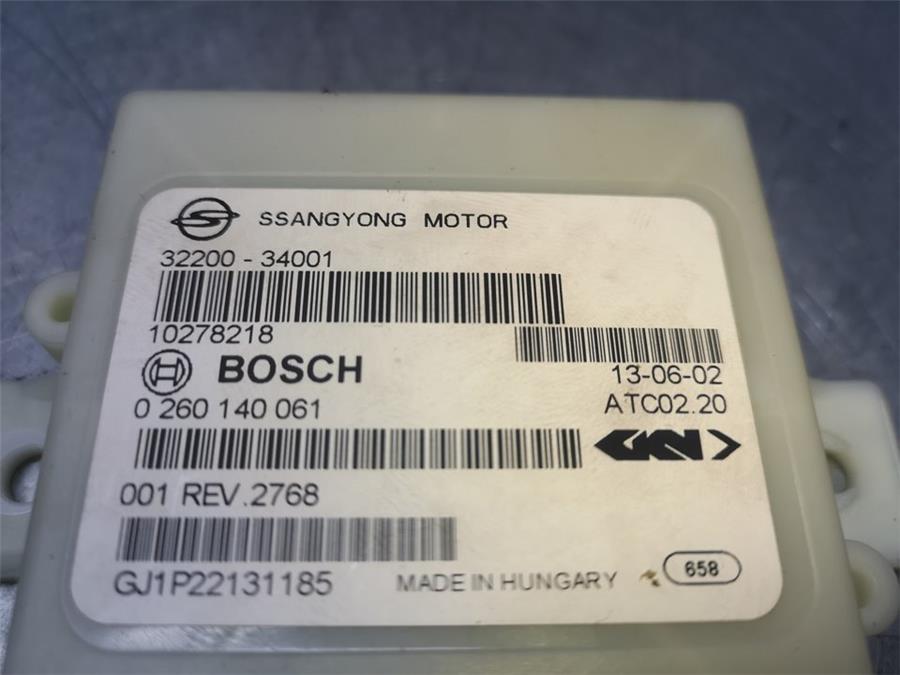 SSANGYONG MOTOR
32200 - 34001
10278218
BOSCH
13-06-02
0 260 140 061
ATC02.20
GKN
001 REV.2768
GJ1P22131185
MADE IN HUNGARY
658